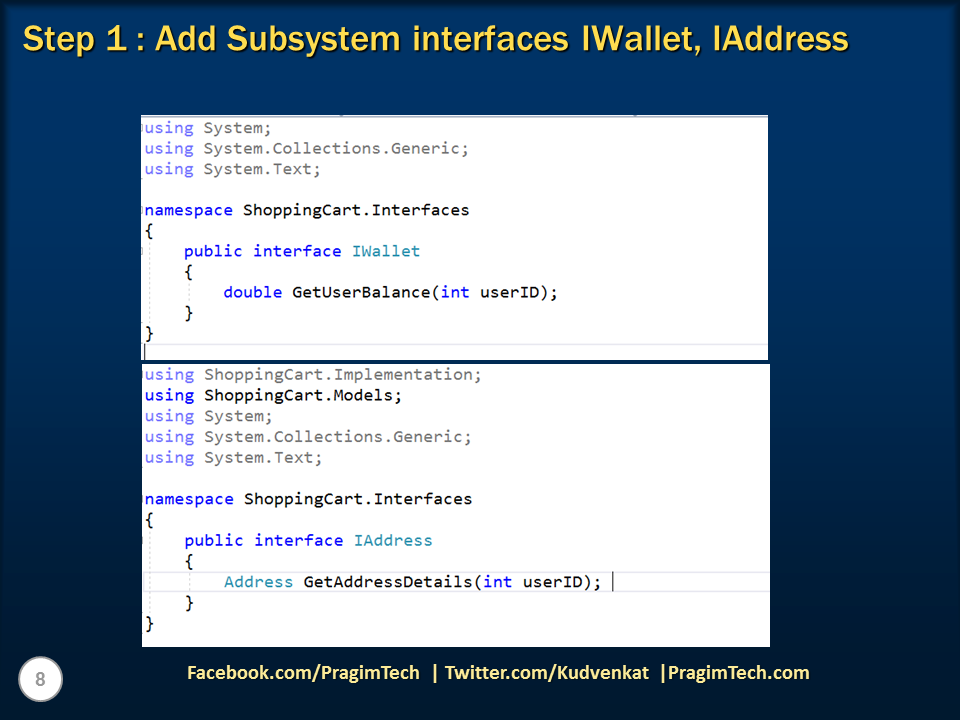 Step 1 : Add Subsystem interfaces IWallet, IAddress
using System;
using System.Collections.Generic;
using System.Text;
namespace ShoppingCart.Interfaces
{
public interface IWallet
{
double GetUserBalance(int userID);
}
}
using ShoppingCart.Implementation;
using ShoppingCart.Models;
using System;
using System.Collections.Generic;
using System.Text;
namespace ShoppingCart.Interfaces
{
public interface IAddress
{
Address GetAddressDetails(int userID);
}
}
8
Facebook.com/PragimTech | Twitter.com/Kudvenkat |PragimTech.com